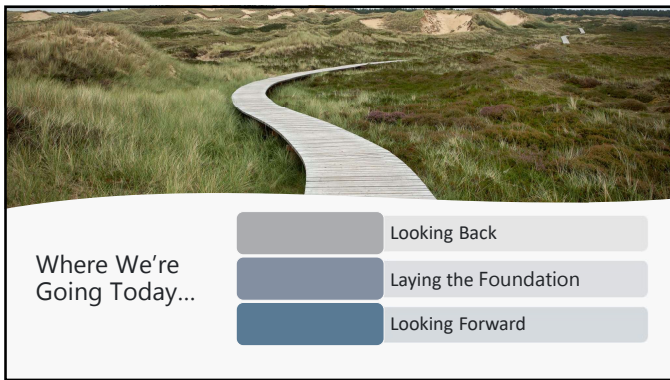 Where We're
Going Today...
Looking Back
Laying the Foundation
Looking Forward